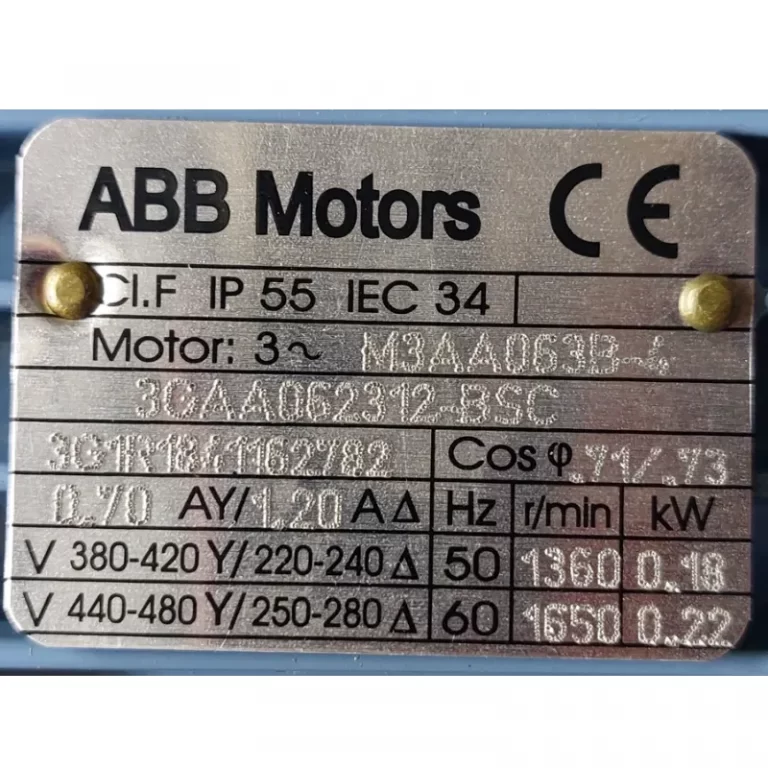 ABB Motors CE
Cl.F IP 55 IEC 34
Motor: 3~ M3AA063B-4
3GAA062312-BSC
3G1R1841162782 Cos φ .71/.73
0.70 AY/1.20 A Δ Hz r/min kW
V 380-420 Y/220-240 Δ 50 1360 0.18
V 440-480 Y/250-280 Δ 60 1650 0.22